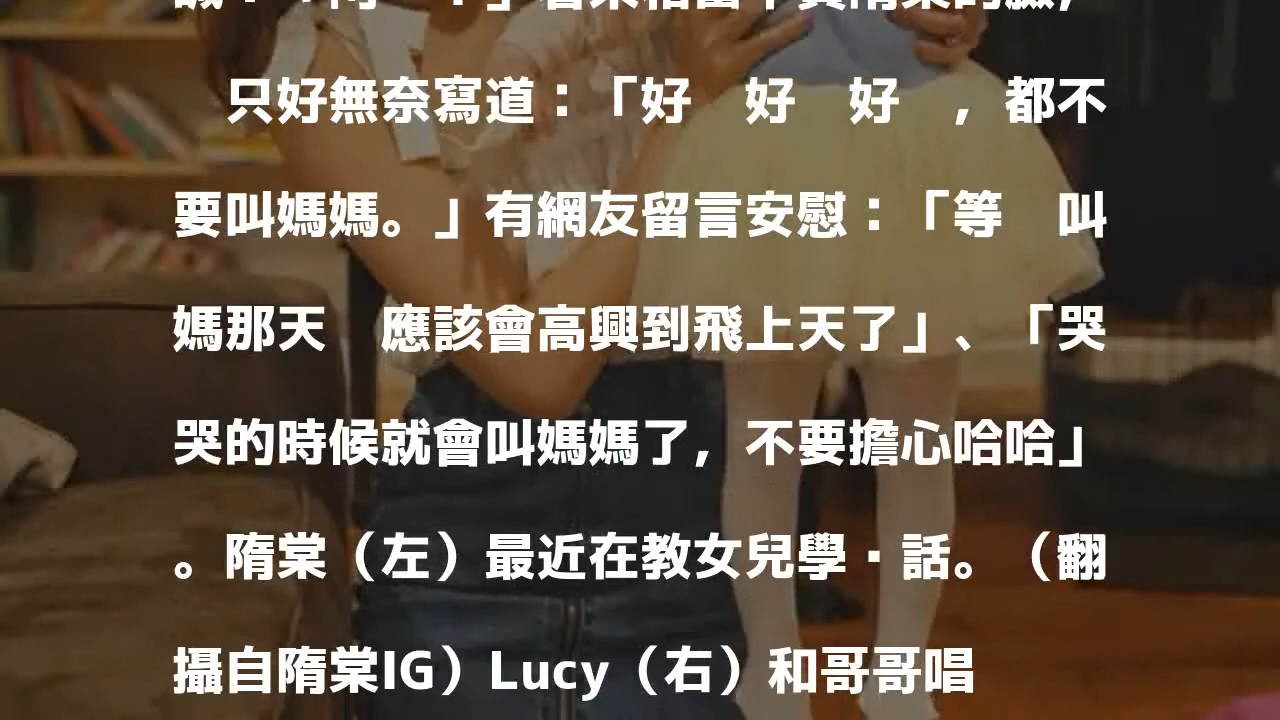 只好無奈寫道：「好　好　好　，都不
要叫媽媽。」有網友留言安慰：「等　叫
媽那天　應該會高興到飛上天了」、「哭
哭的時候就會叫媽媽了，不要擔心哈哈」
。隋棠（左）最近在教女兒學·話。（翻
攝自隋棠IG）Lucy（右）和哥哥唱